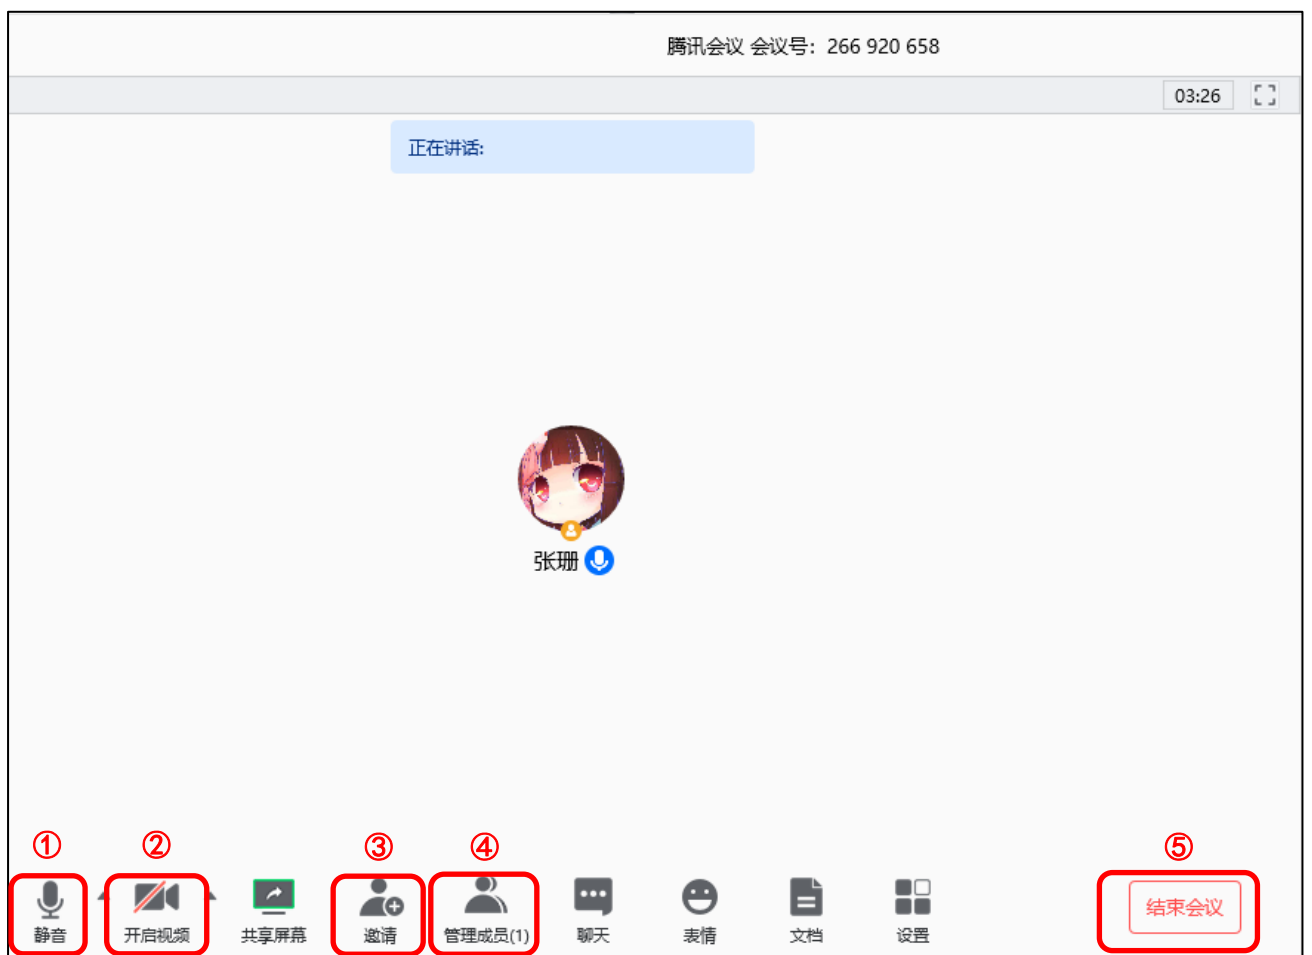 腾讯会议 会议号：266 920 658
03:26
正在讲话:
张珊
① ② ③ ④ ⑤
静音 开启视频 共享屏幕 邀请 管理成员(1) 聊天 表情 文档 设置 结束会议